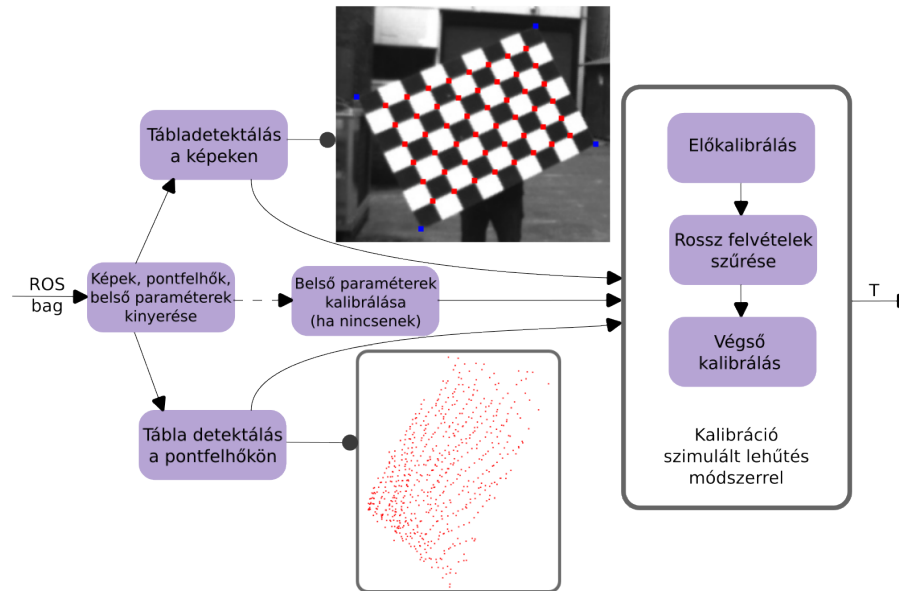 ROS
bag
Képek, pontfelhők,
belső paraméterek
kinyerése
Tábladetektálás
a képeken
Belső paraméterek
kalibrálása
(ha nincsenek)
Tábla detektálás
a pontfelhőkön
Előkalibrálás
Rossz felvételek
szűrése
Végső
kalibrálás
Kalibráció
szimulált lehűtés
módszerrel
T